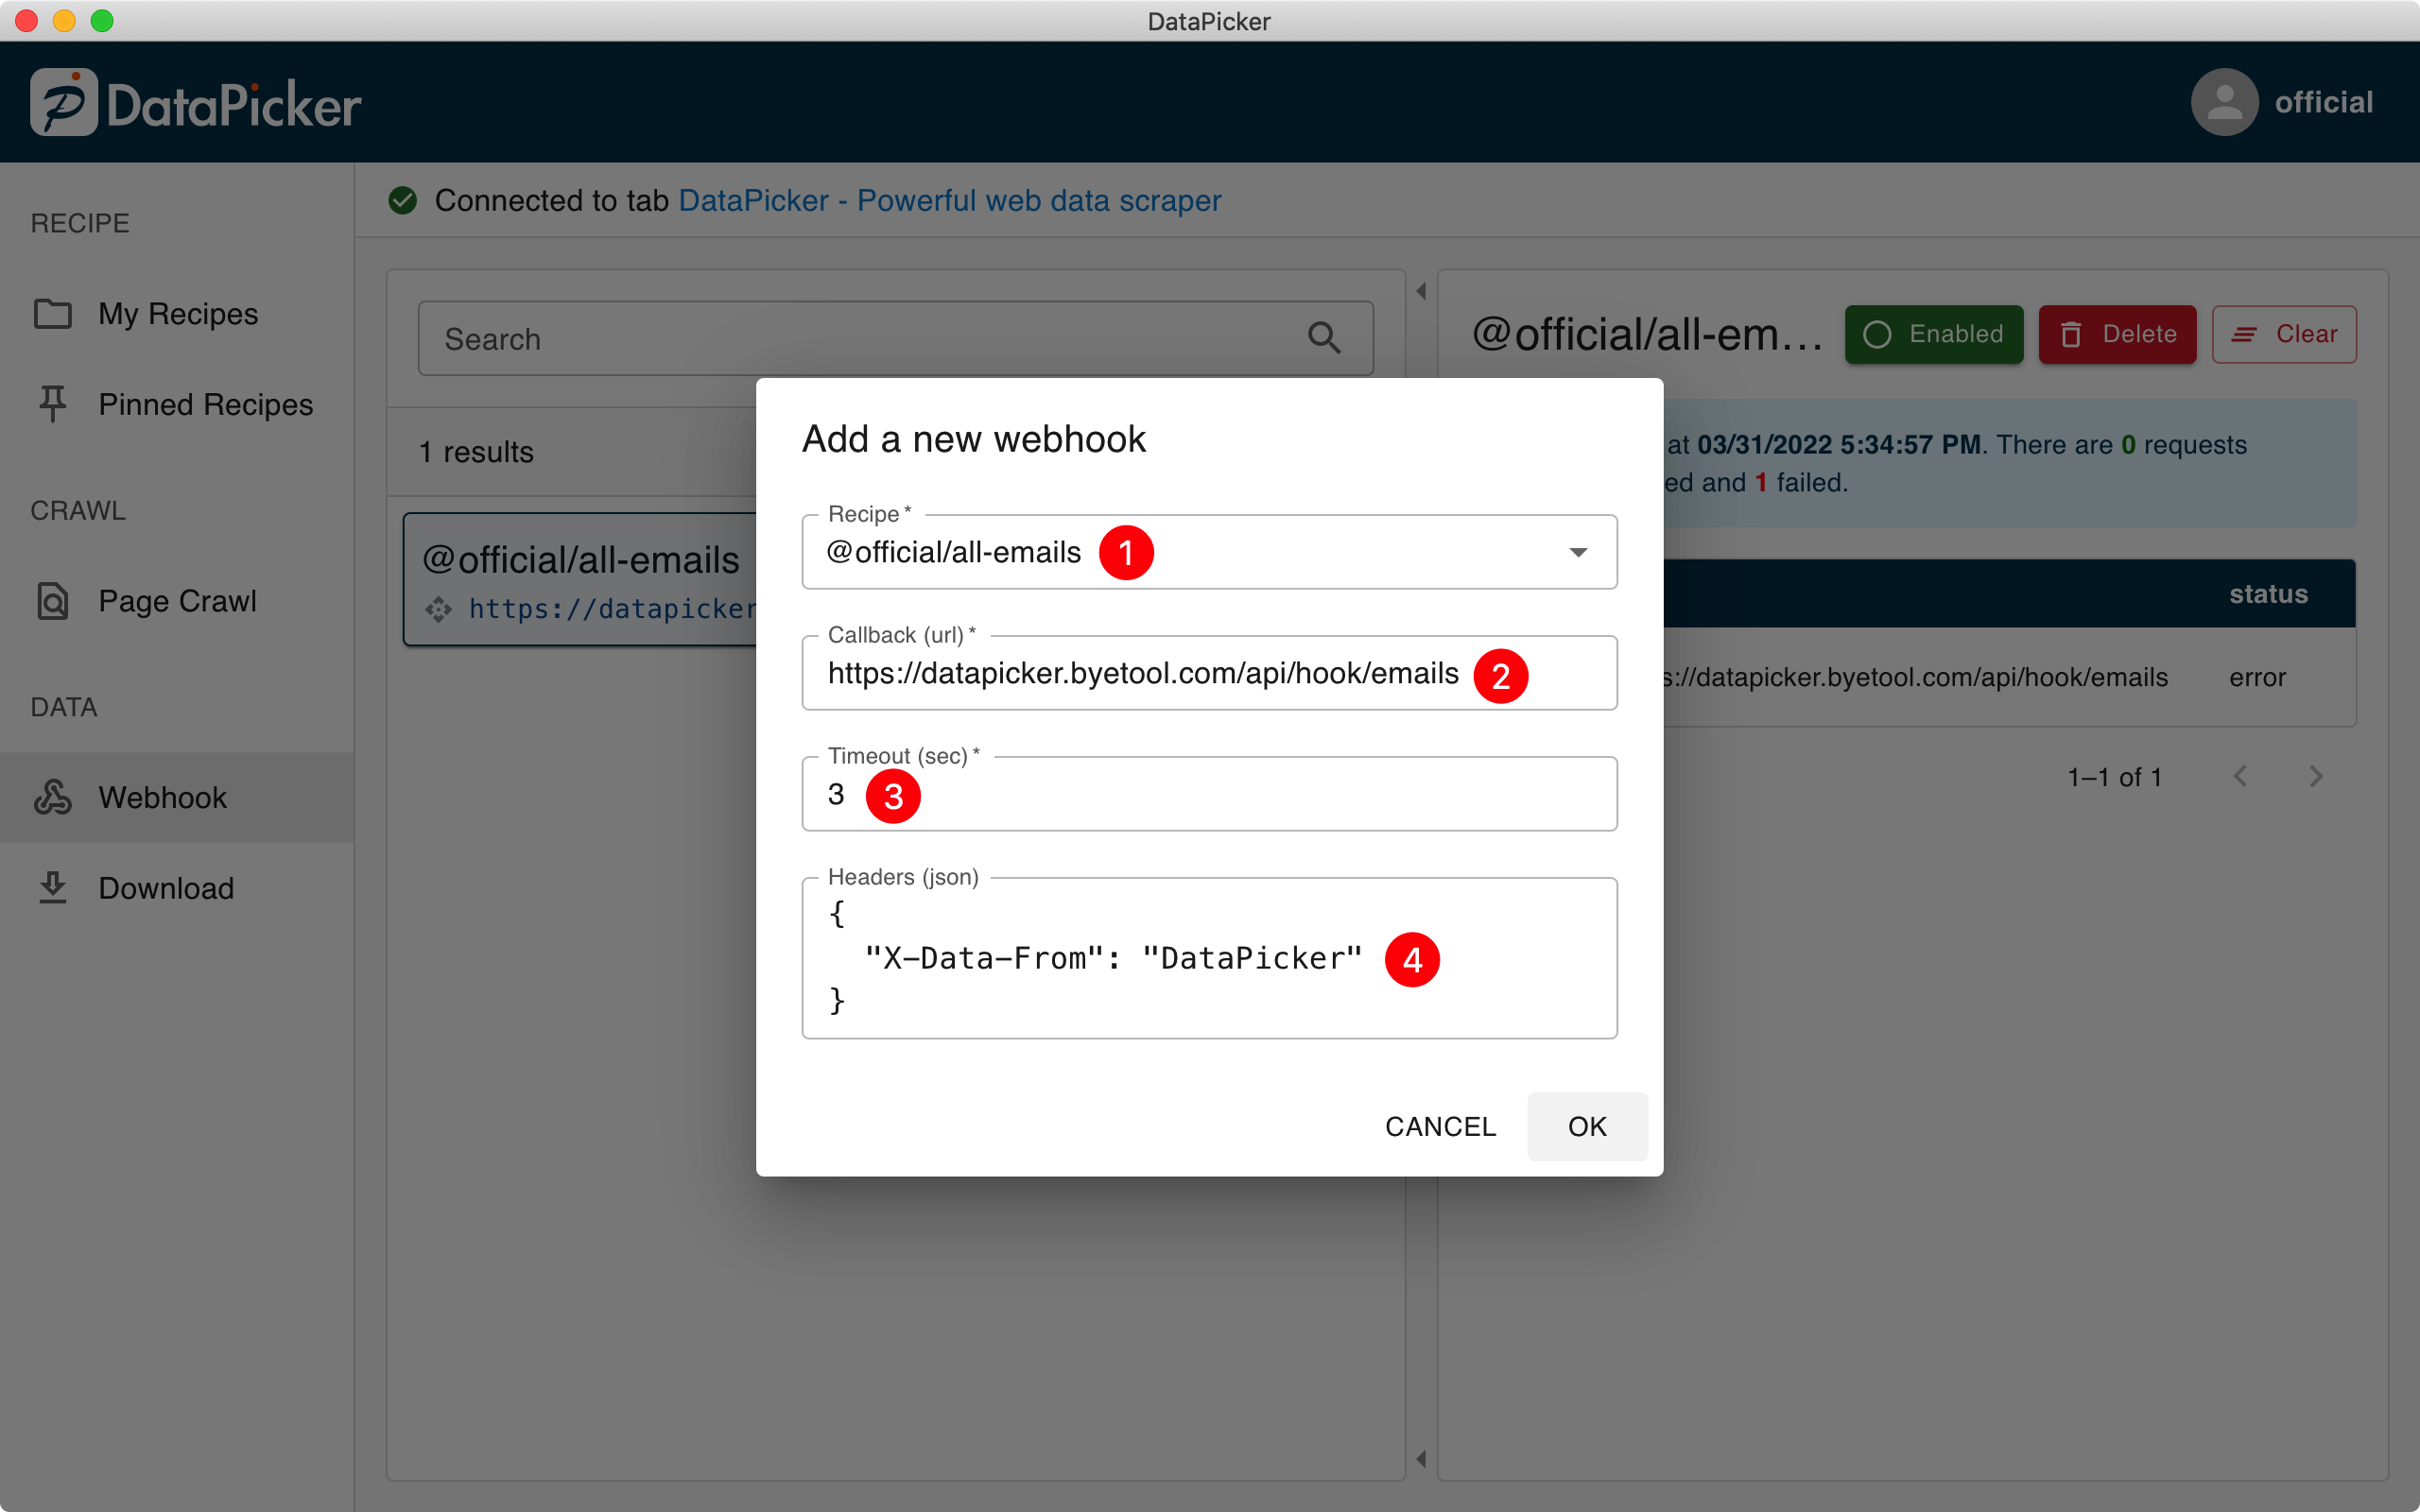 DataPicker
DataPicker
official
RECIPE
My Recipes
Pinned Recipes
CRAWL
Page Crawl
DATA
Webhook
Download
Connected to tab DataPicker - Powerful web data scraper
Search
1 results
@official/all-emails
https://datapicker
@official/all-em...
Enabled
Delete
Clear
at 03/31/2022 5:34:57 PM. There are 0 requests
and 1 failed.
status
://datapicker.byetool.com/api/hook/emails
error
1–1 of 1
Add a new webhook
Recipe *
@official/all-emails
1
Callback (url) *
https://datapicker.byetool.com/api/hook/emails
2
Timeout (sec) *
3
3
Headers (json)
{
"X-Data-From": "DataPicker"
4
}
CANCEL
OK